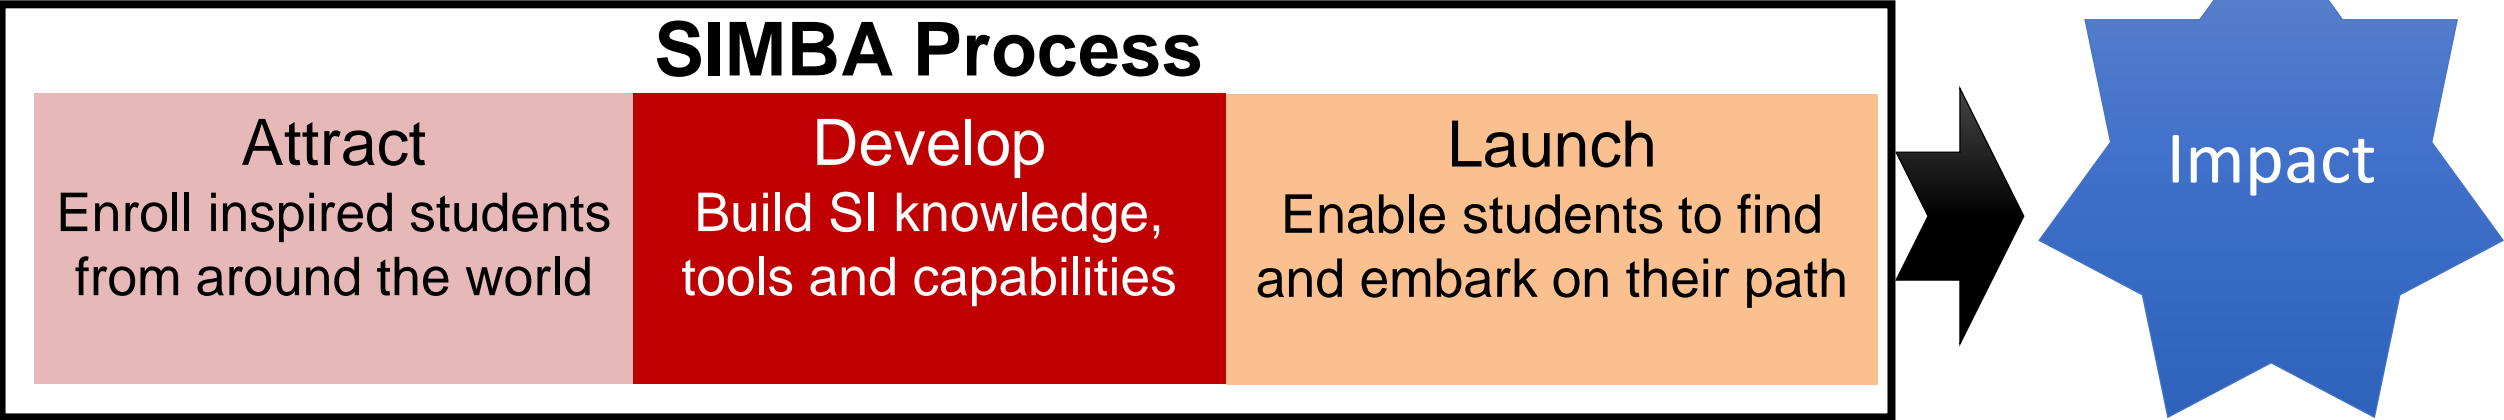 SIMBA Process
Attract
Enroll inspired students
from around the world
Develop
Build SI knowledge,
tools and capabilities
Launch
Enable students to find
and embark on their path
Impact